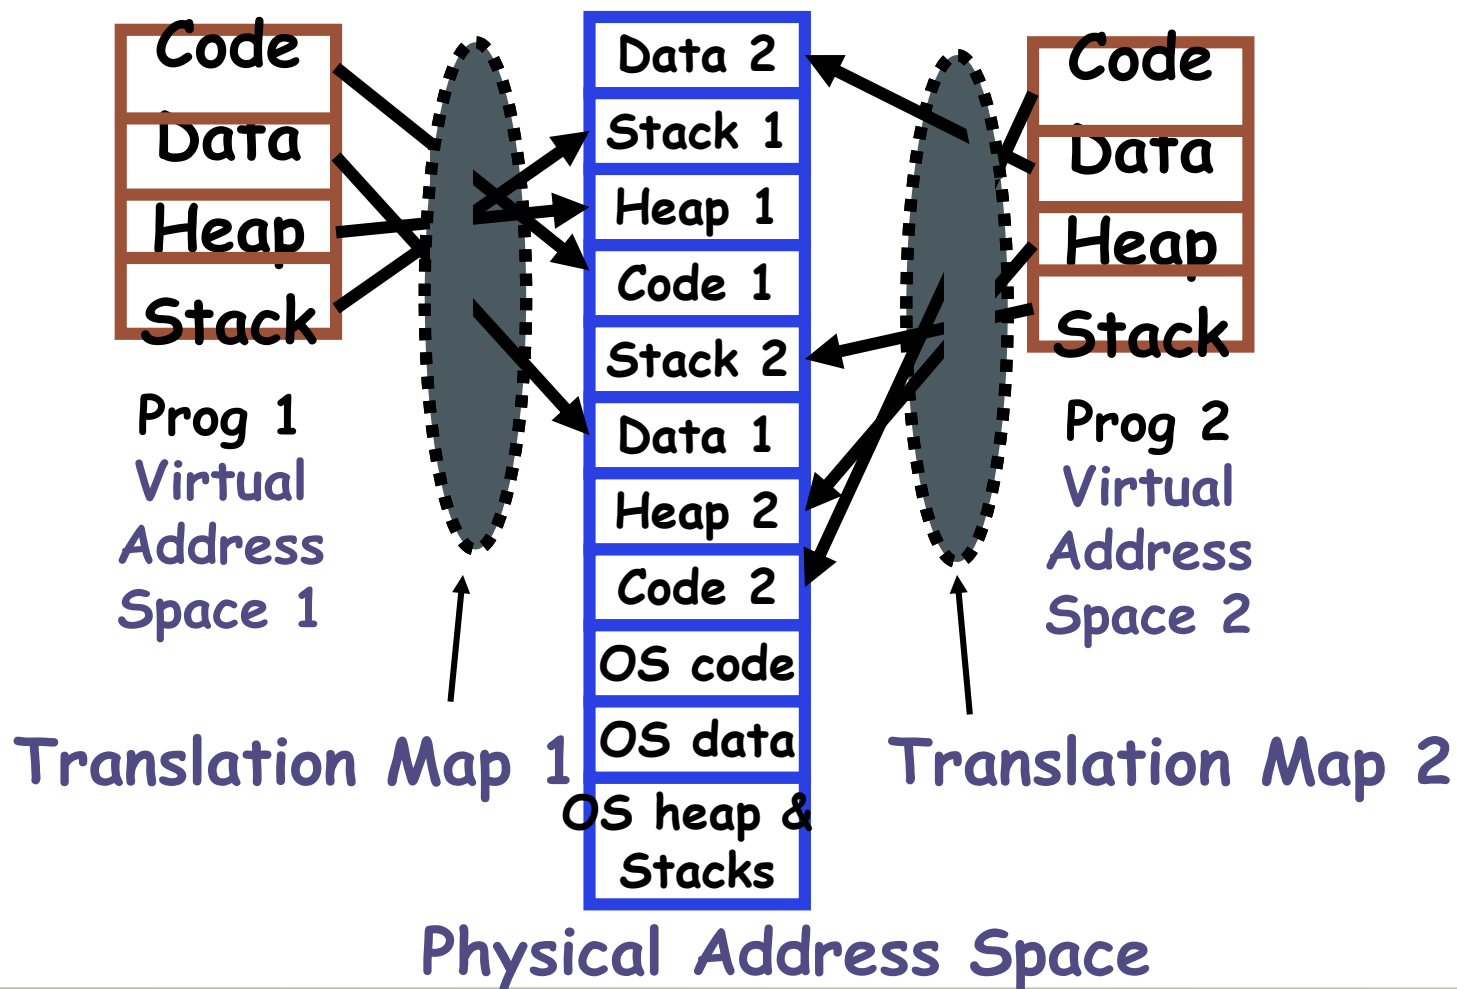 Code
Data
Heap
Stack
Prog 1
Virtual
Address
Space 1
Translation Map 1
Data 2
Stack 1
Heap 1
Code 1
Stack 2
Data 1
Heap 2
Code 2
OS code
OS data
OS heap &
Stacks
Physical Address Space
Code
Data
Heap
Stack
Prog 2
Virtual
Address
Space 2
Translation Map 2